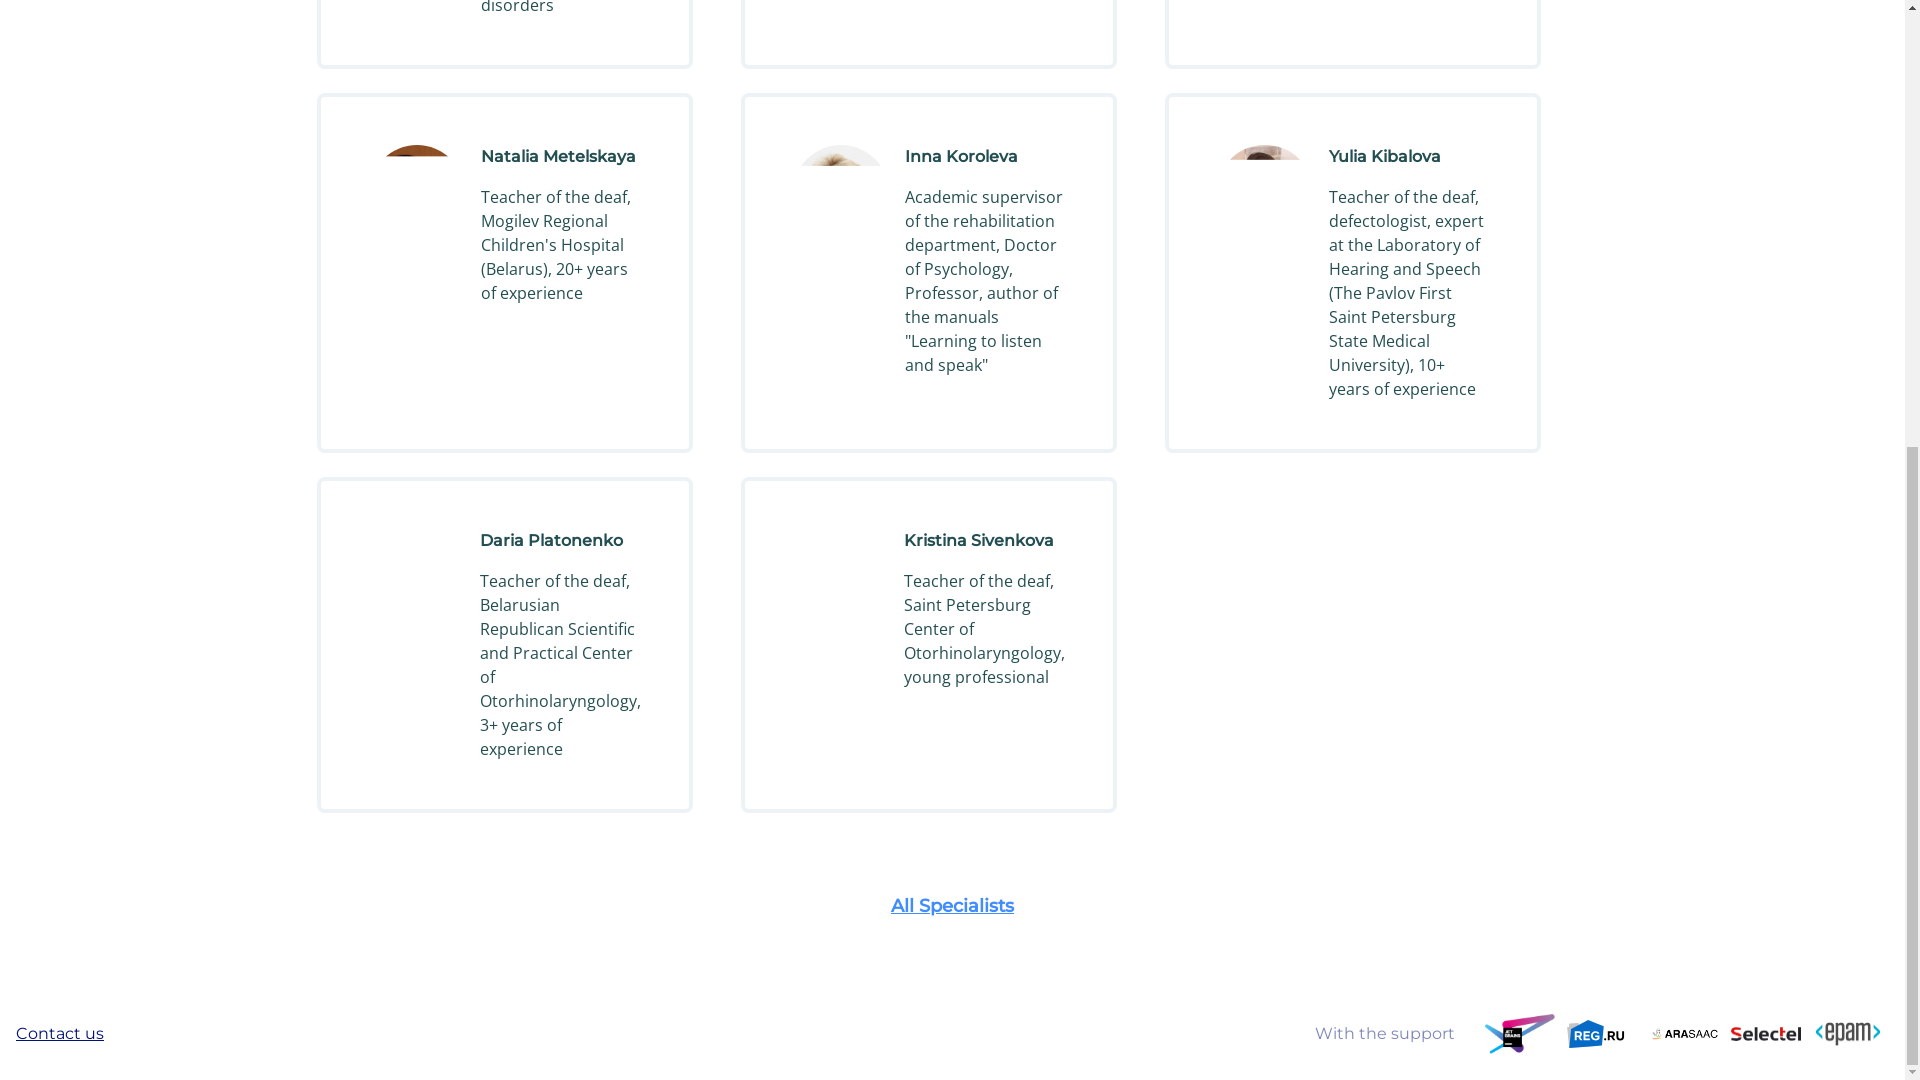 disorders
Natalia Metelskaya
Teacher of the deaf,
Mogilev Regional
Children's Hospital
(Belarus), 20+ years
of experience
Inna Koroleva
Academic supervisor
of the rehabilitation
department, Doctor
of Psychology,
Professor, author of
the manuals
"Learning to listen
and speak"
Yulia Kibalova
Teacher of the deaf,
defectologist, expert
at the Laboratory of
Hearing and Speech
(The Pavlov First
Saint Petersburg
State Medical
University), 10+
years of experience
Daria Platonenko
Teacher of the deaf,
Belarusian
Republican Scientific
and Practical Center
of
Otorhinolaryngology,
3+ years of
experience
Kristina Sivenkova
Teacher of the deaf,
Saint Petersburg
Center of
Otorhinolaryngology,
young professional
All Specialists
Contact us
With the support
JET
BRAINS
REG.RU
ARASAAC
Selectel
<epam>